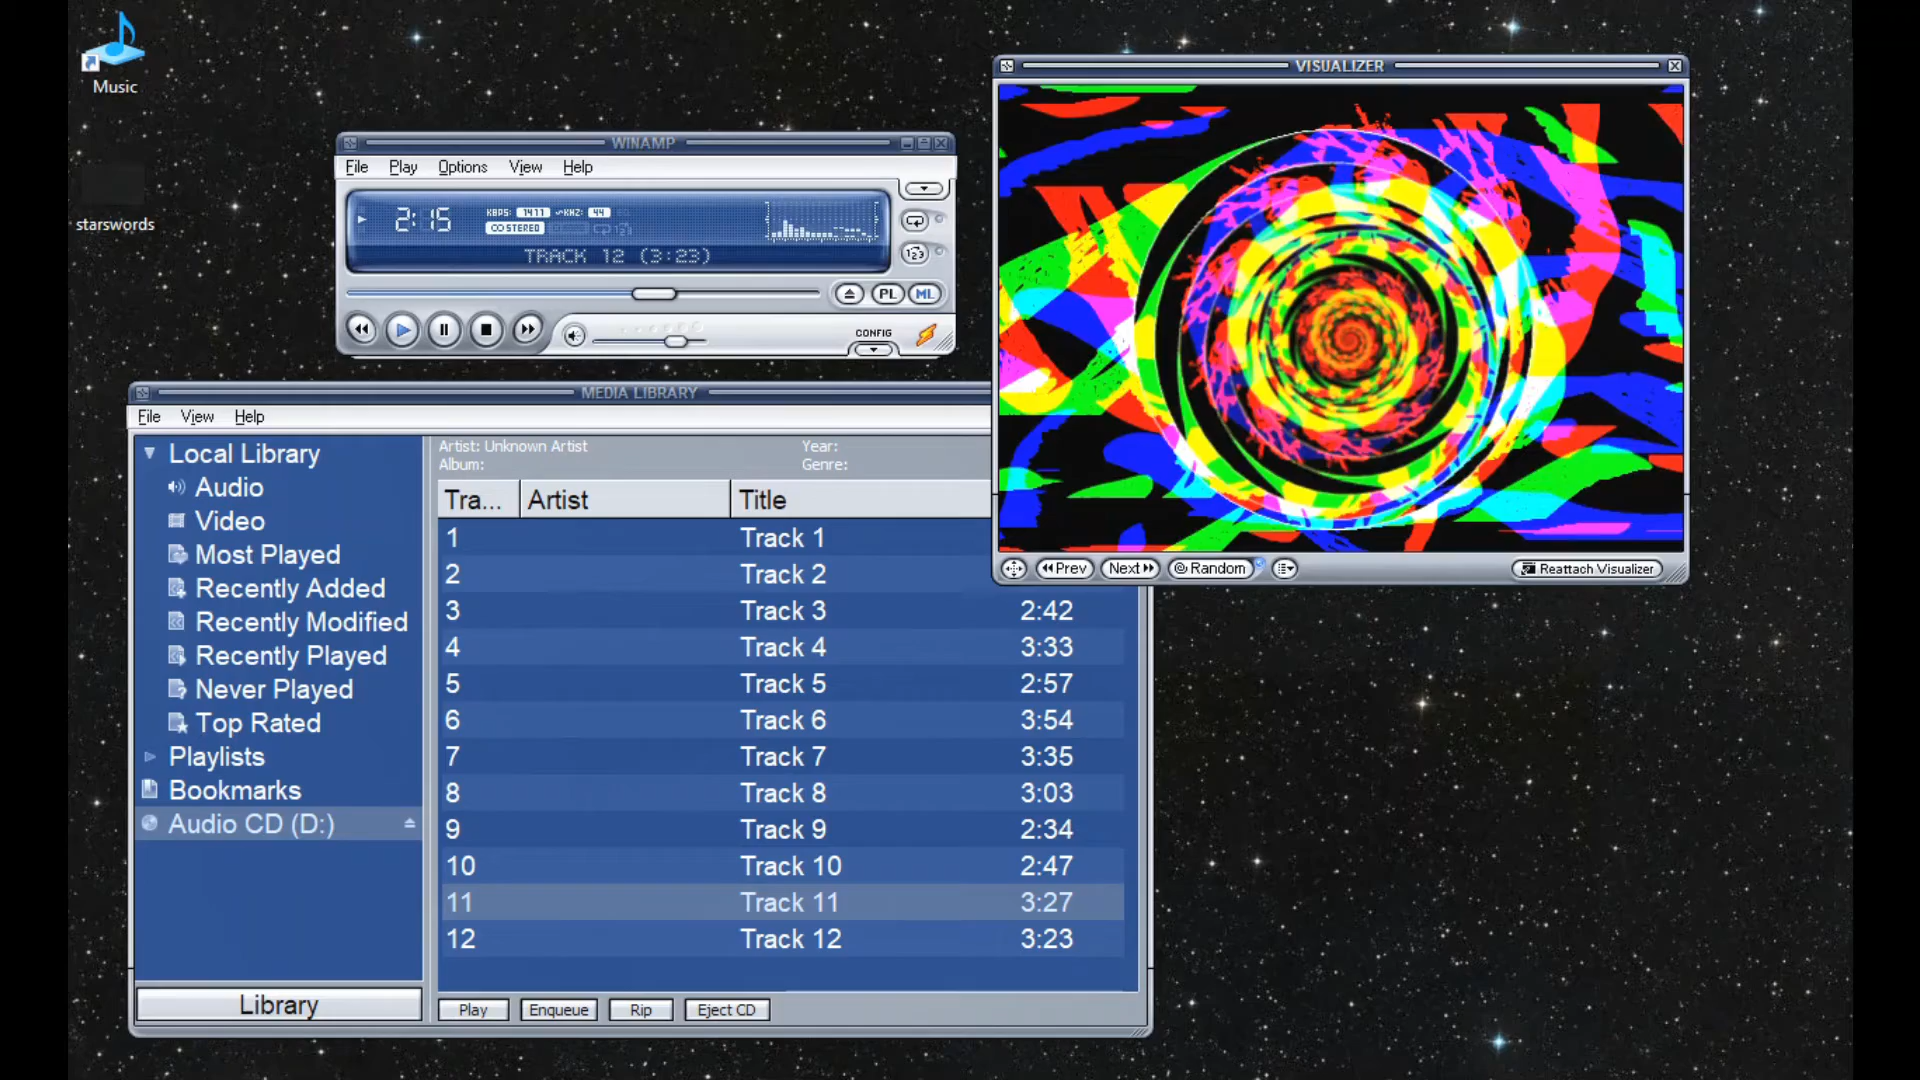 Music
starswords
WINAMP
File Play Options View Help
2:15 KBPS: 1411 KHZ: 44
STEREO
TRACK 12 (3:23)
PL ML
CONFIG
VISUALIZER
Prev Next Random Reattach Visualizer
MEDIA LIBRARY
File View Help
Local Library
Audio
Video
Most Played
Recently Added
Recently Modified
Recently Played
Never Played
Top Rated
Playlists
Bookmarks
Audio CD (D:)
Library
Artist: Unknown Artist Year:
Album: Genre:
Tra... Artist Title
1 Track 1
2 Track 2
3 Track 3 2:42
4 Track 4 3:33
5 Track 5 2:57
6 Track 6 3:54
7 Track 7 3:35
8 Track 8 3:03
9 Track 9 2:34
10 Track 10 2:47
11 Track 11 3:27
12 Track 12 3:23
Play Enqueue Rip Eject CD